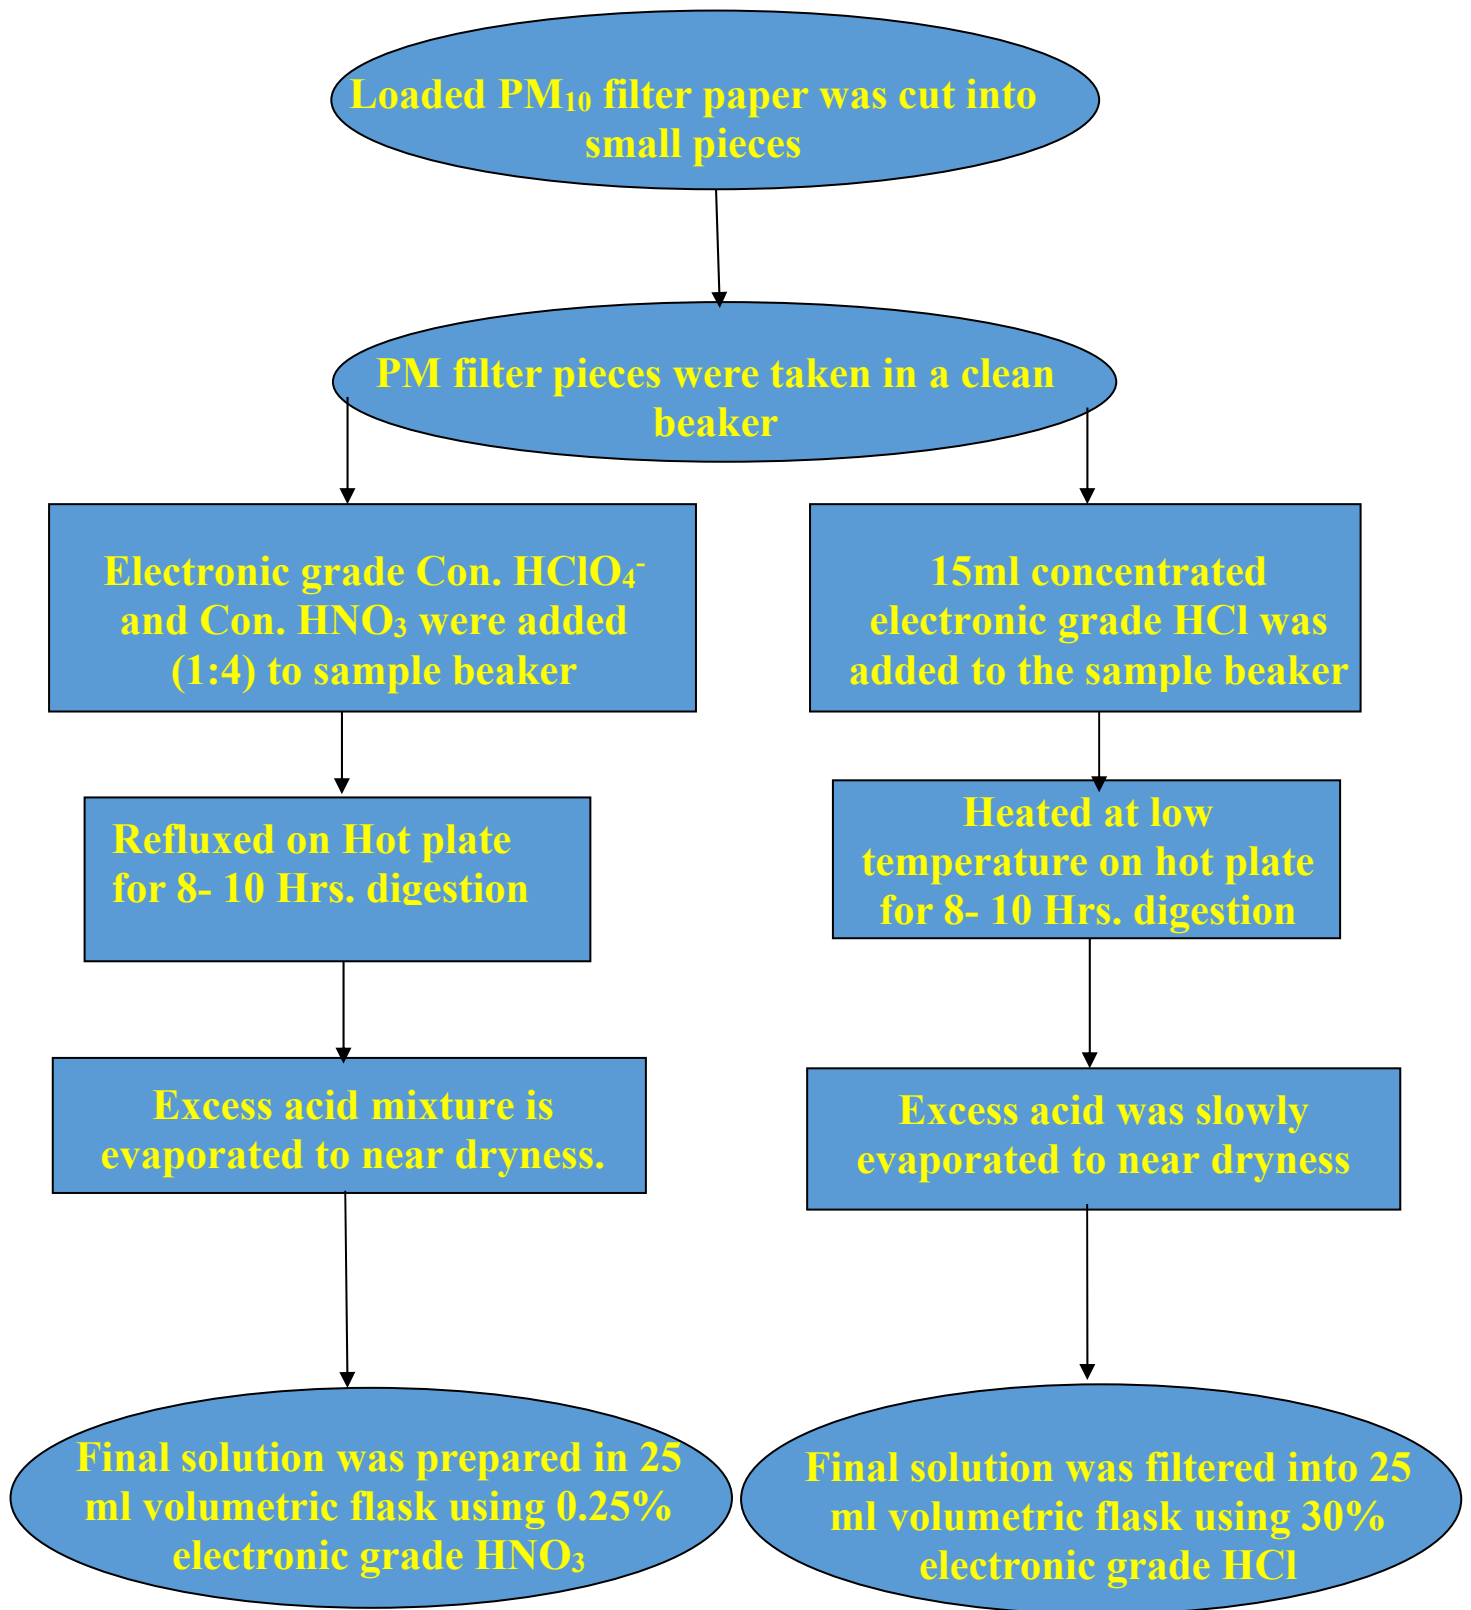 Loaded PM₁₀ filter paper was cut into
small pieces
PM filter pieces were taken in a clean
beaker
Electronic grade Con. HClO₄⁻
and Con. HNO₃ were added
(1:4) to sample beaker
Refluxed on Hot plate
for 8- 10 Hrs. digestion
Excess acid mixture is
evaporated to near dryness.
Final solution was prepared in 25
ml volumetric flask using 0.25%
electronic grade HNO₃
15ml concentrated
electronic grade HCl was
added to the sample beaker
Heated at low
temperature on hot plate
for 8- 10 Hrs. digestion
Excess acid was slowly
evaporated to near dryness
Final solution was filtered into 25
ml volumetric flask using 30%
electronic grade HCl